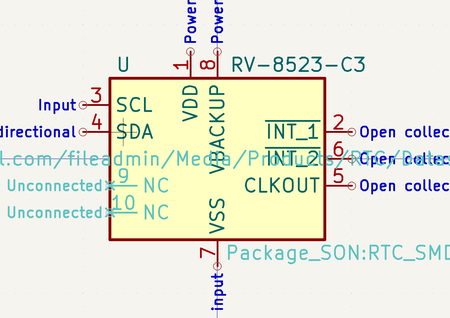 Power
Power
1
8
U
RV-8523-C3
VDD
VBACKUP
Input
3
SCL
directional
4
SDA
INT_1
2
Open collec
l.com/fileadmin/Media/Products/RTC/Data
INT_2
6
Open collec
Unconnected
9
NC
CLKOUT
5
Open collec
Unconnected
10
NC
VSS
7
Package_SON:RTC_SMD
input